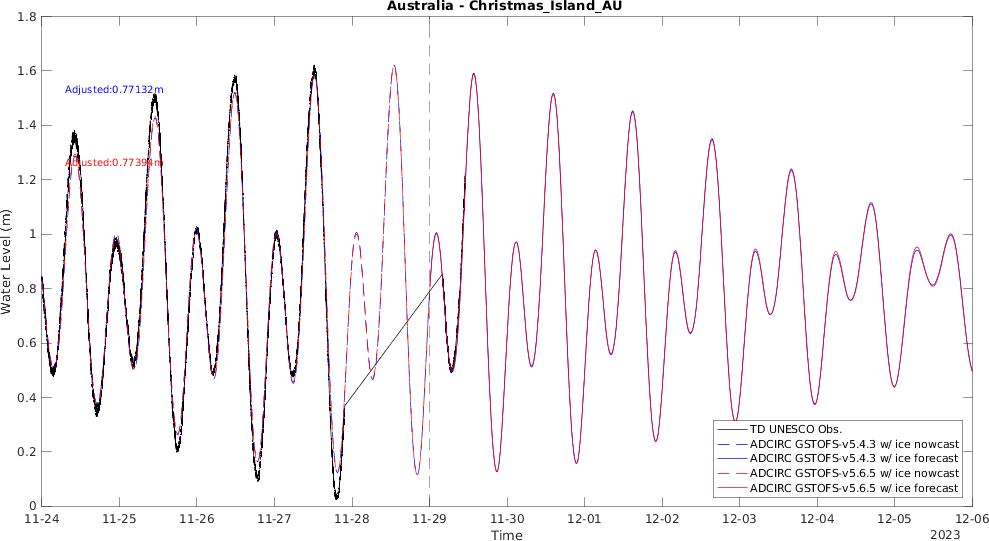 Australia - Christmas_Island_AU
1.8
1.6
1.4
1.2
1
0.8
0.6
0.4
0.2
0
Water Level (m)
Adjusted:0.77132m
Adjusted:0.77394m
TD UNESCO Obs.
ADCIRC GSTOFS-v5.4.3 w/ ice nowcast
ADCIRC GSTOFS-v5.4.3 w/ ice forecast
ADCIRC GSTOFS-v5.6.5 w/ ice nowcast
ADCIRC GSTOFS-v5.6.5 w/ ice forecast
11-24 11-25 11-26 11-27 11-28 11-29 11-30 12-01 12-02 12-03 12-04 12-05 12-06
Time
2023